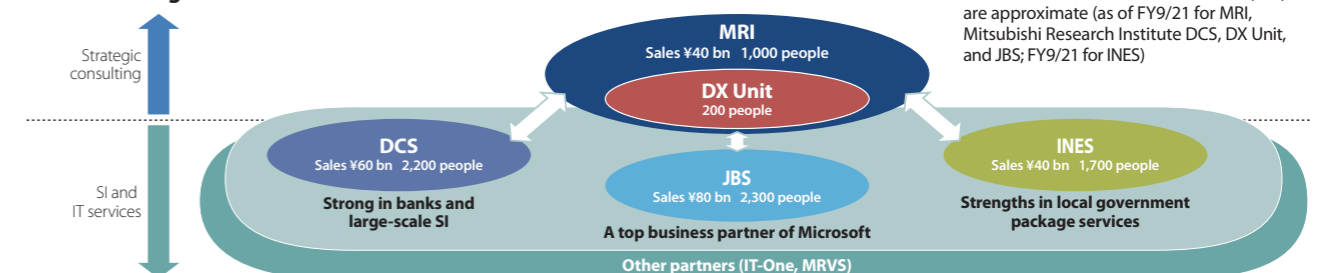 are approximate (as of FY9/21 for MRI,
Mitsubishi Research Institute DCS, DX Unit,
and JBS; FY9/21 for INES)
Strategic
consulting
MRI
Sales ¥40 bn 1,000 people
DX Unit
200 people
DCS
Sales ¥60 bn 2,200 people
Strong in banks and
large-scale SI
JBS
Sales ¥80 bn 2,300 people
A top business partner of Microsoft
INES
Sales ¥40 bn 1,700 people
Strengths in local government
package services
SI and
IT services
Other partners (IT-One, MRVS)